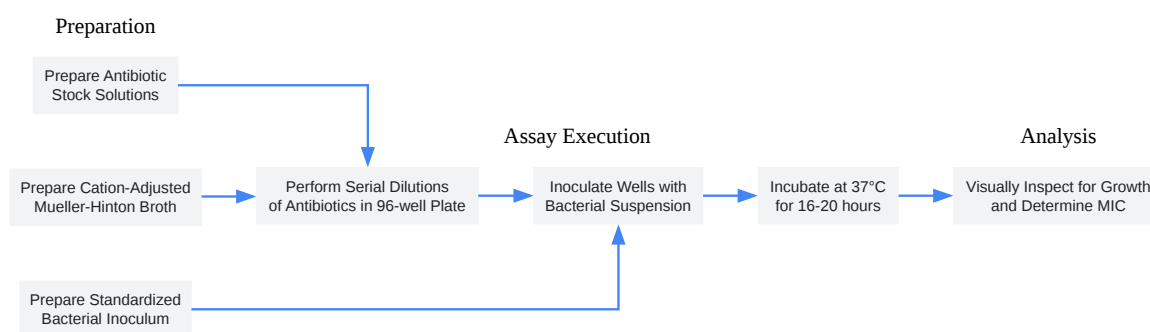 Preparation
Prepare Antibiotic
Stock Solutions
Assay Execution
Analysis
Prepare Cation-Adjusted
Mueller-Hinton Broth
Perform Serial Dilutions
of Antibiotics in 96-well Plate
Inoculate Wells with
Bacterial Suspension
Incubate at 37°C
for 16-20 hours
Visually Inspect for Growth
and Determine MIC
Prepare Standardized
Bacterial Inoculum